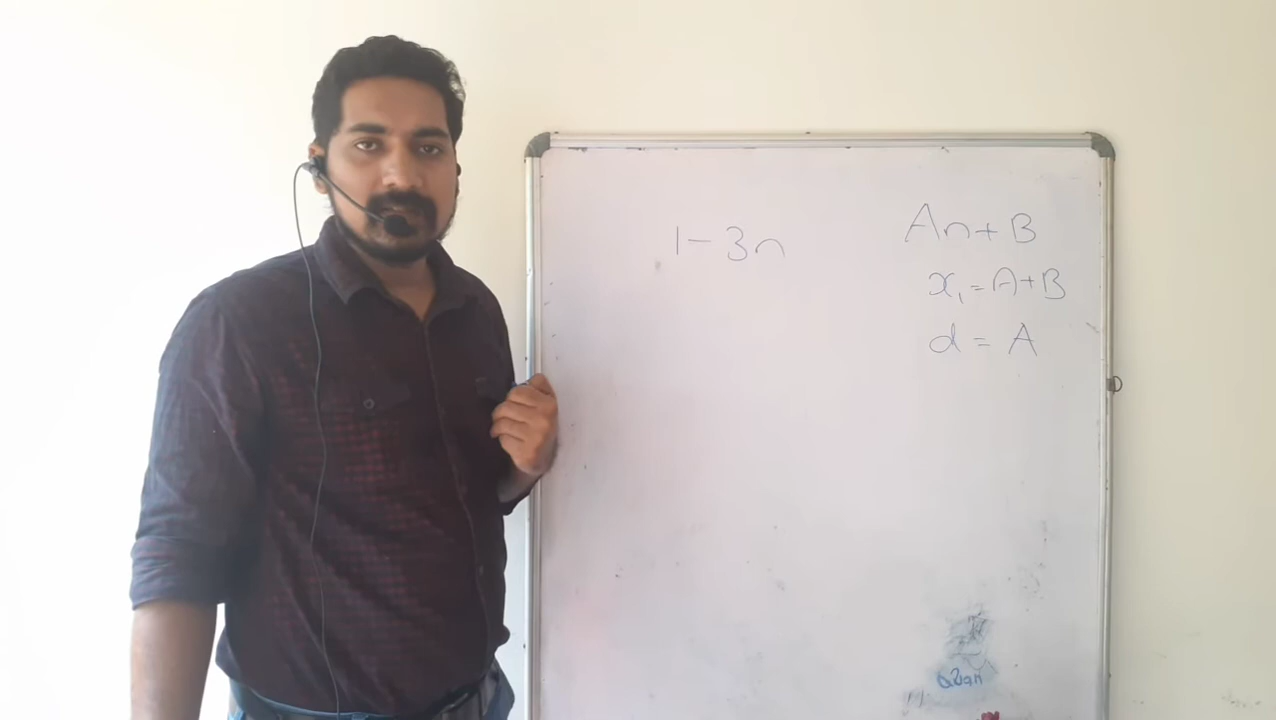 1 - 3n
An + B
x₁ = A + B
d = A